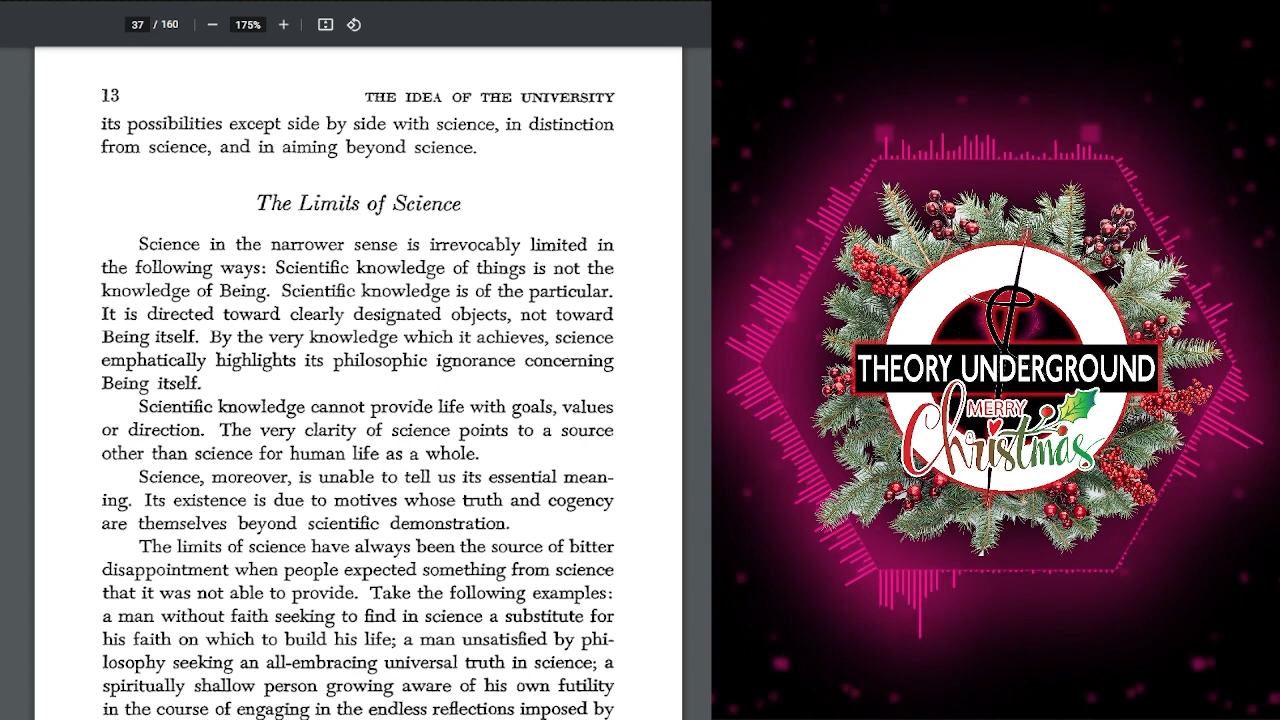 37 / 160
175%
13 THE IDEA OF THE UNIVERSITY
its possibilities except side by side with science, in distinction
from science, and in aiming beyond science.
The Limits of Science
Science in the narrower sense is irrevocably limited in
the following ways: Scientific knowledge of things is not the
knowledge of Being. Scientific knowledge is of the particular.
It is directed toward clearly designated objects, not toward
Being itself. By the very knowledge which it achieves, science
emphatically highlights its philosophic ignorance concerning
Being itself.
Scientific knowledge cannot provide life with goals, values
or direction. The very clarity of science points to a source
other than science for human life as a whole.
Science, moreover, is unable to tell us its essential mean-
ing. Its existence is due to motives whose truth and cogency
are themselves beyond scientific demonstration.
The limits of science have always been the source of bitter
disappointment when people expected something from science
that it was not able to provide. Take the following examples:
a man without faith seeking to find in science a substitute for
his faith on which to build his life; a man unsatisfied by phi-
losophy seeking an all-embracing universal truth in science; a
spiritually shallow person growing aware of his own futility
in the course of engaging in the endless reflections imposed by
THEORY UNDERGROUND
MERRY
Christmas